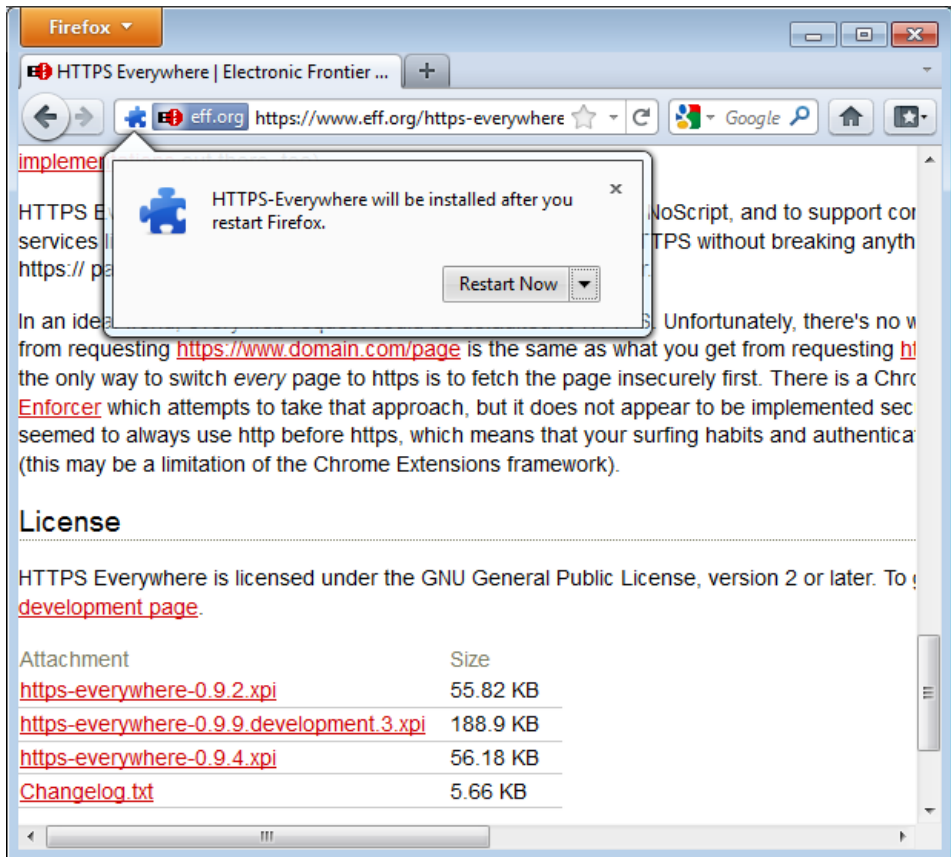 Firefox
HTTPS Everywhere | Electronic Frontier ...
eff.org https://www.eff.org/https-everywhere Google
HTTPS-Everywhere will be installed after you
restart Firefox.
Restart Now
HTTPS NoScript, and to support
services HTTPS without breaking
https://
In an Unfortunately, there's no
from requesting https://www.domain.com/page is the same as what you get from requesting
the only way to switch every page to https is to fetch the page insecurely first. There is a
Enforcer which attempts to take that approach, but it does not appear to be implemented
seemed to always use http before https, which means that your surfing habits and
(this may be a limitation of the Chrome Extensions framework).
License
HTTPS Everywhere is licensed under the GNU General Public License, version 2 or later. To
development page.
Attachment Size
https-everywhere-0.9.2.xpi 55.82 KB
https-everywhere-0.9.9.development.3.xpi 188.9 KB
https-everywhere-0.9.4.xpi 56.18 KB
Changelog.txt 5.66 KB